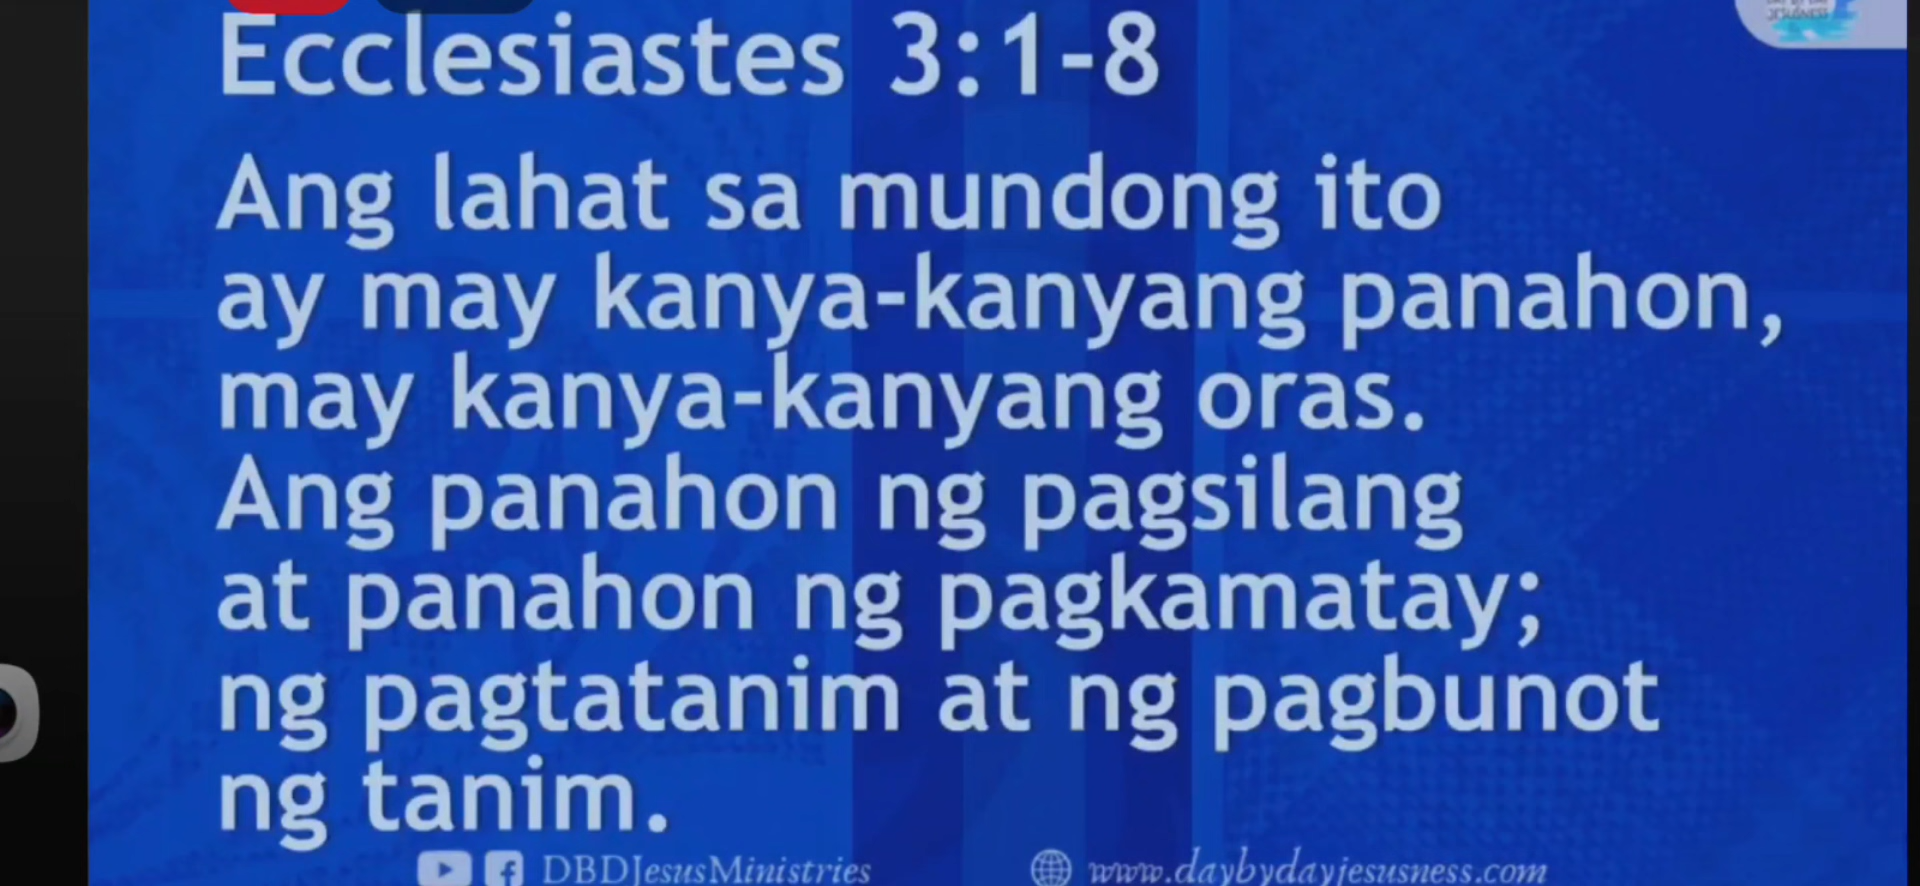 Ecclesiastes 3:1-8
Ang lahat sa mundong ito
ay may kanya-kanyang panahon,
may kanya-kanyang oras.
Ang panahon ng pagsilang
at panahon ng pagkamatay;
ng pagtatanim at ng pagbunot
ng tanim.
DBDJesusMinistries www.daybydayjesusness.com